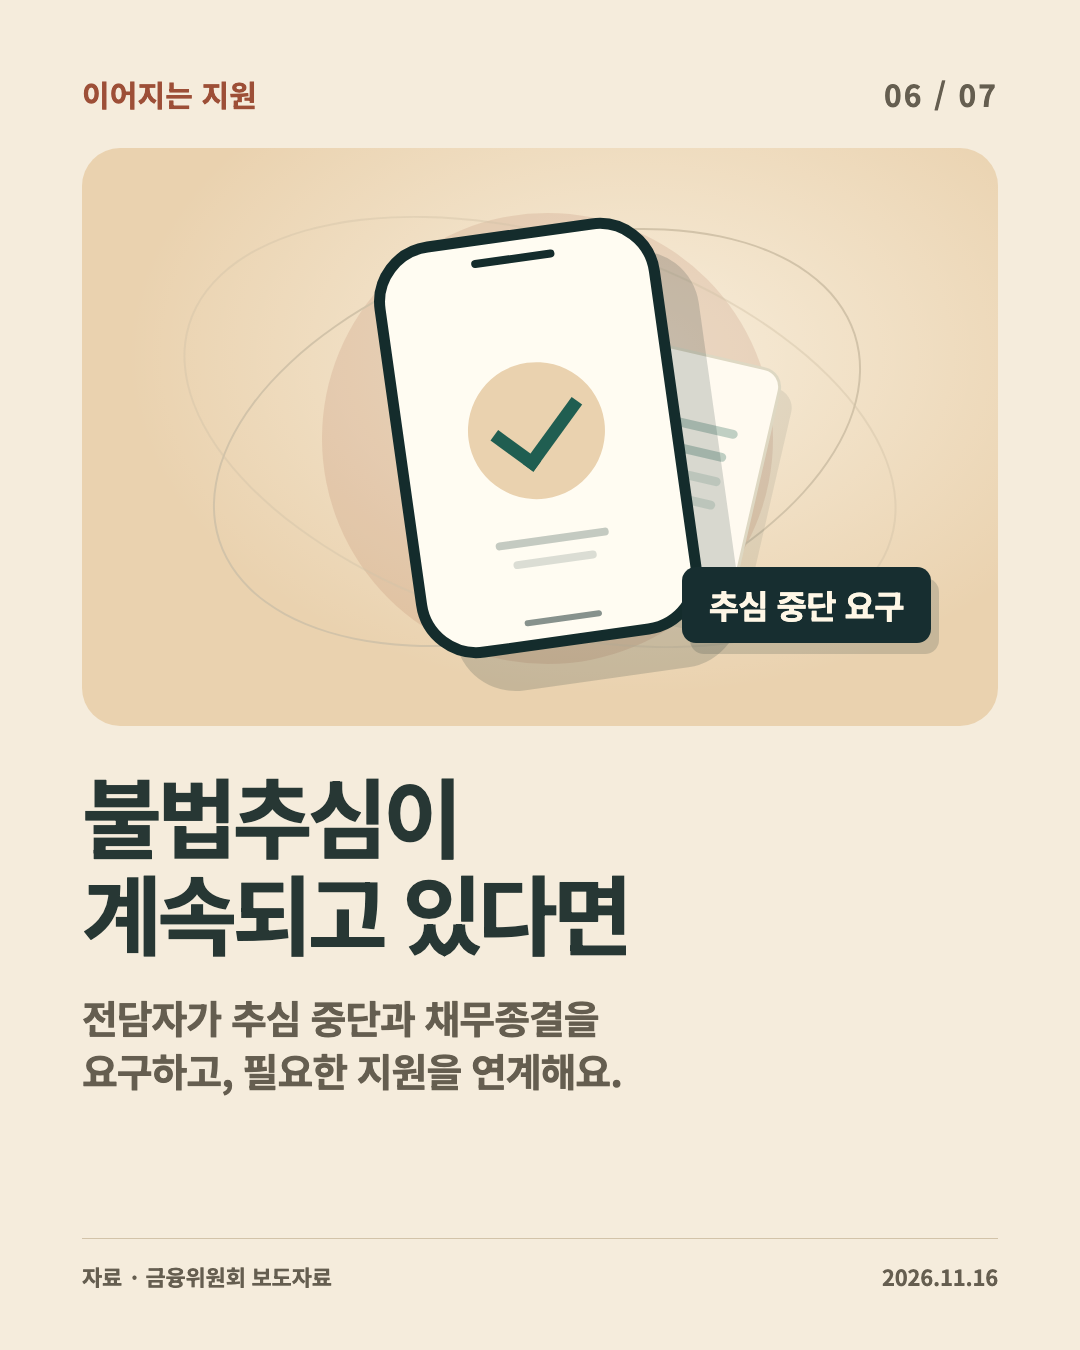 이어지는 지원
06 / 07
추심 중단 요구
불법추심이
계속되고 있다면
전담자가 추심 중단과 채무종결을
요구하고, 필요한 지원을 연계해요.
자료 · 금융위원회 보도자료
2026.11.16